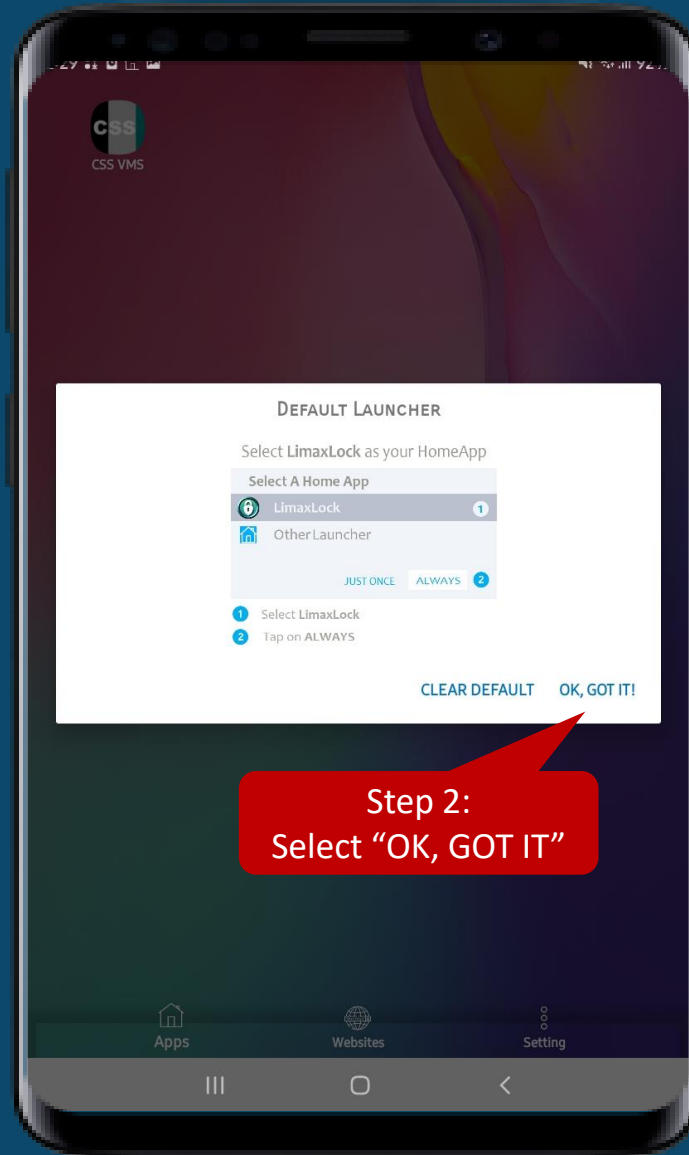 css
CSS VMS
DEFAULT LAUNCHER
Select LimaxLock as your HomeApp
Select A Home App
LimaxLock 1
Other Launcher
JUST ONCE ALWAYS 2
1 Select LimaxLock
2 Tap on ALWAYS
CLEAR DEFAULT OK, GOT IT!
Step 2:
Select “OK, GOT IT”
Apps Websites Setting